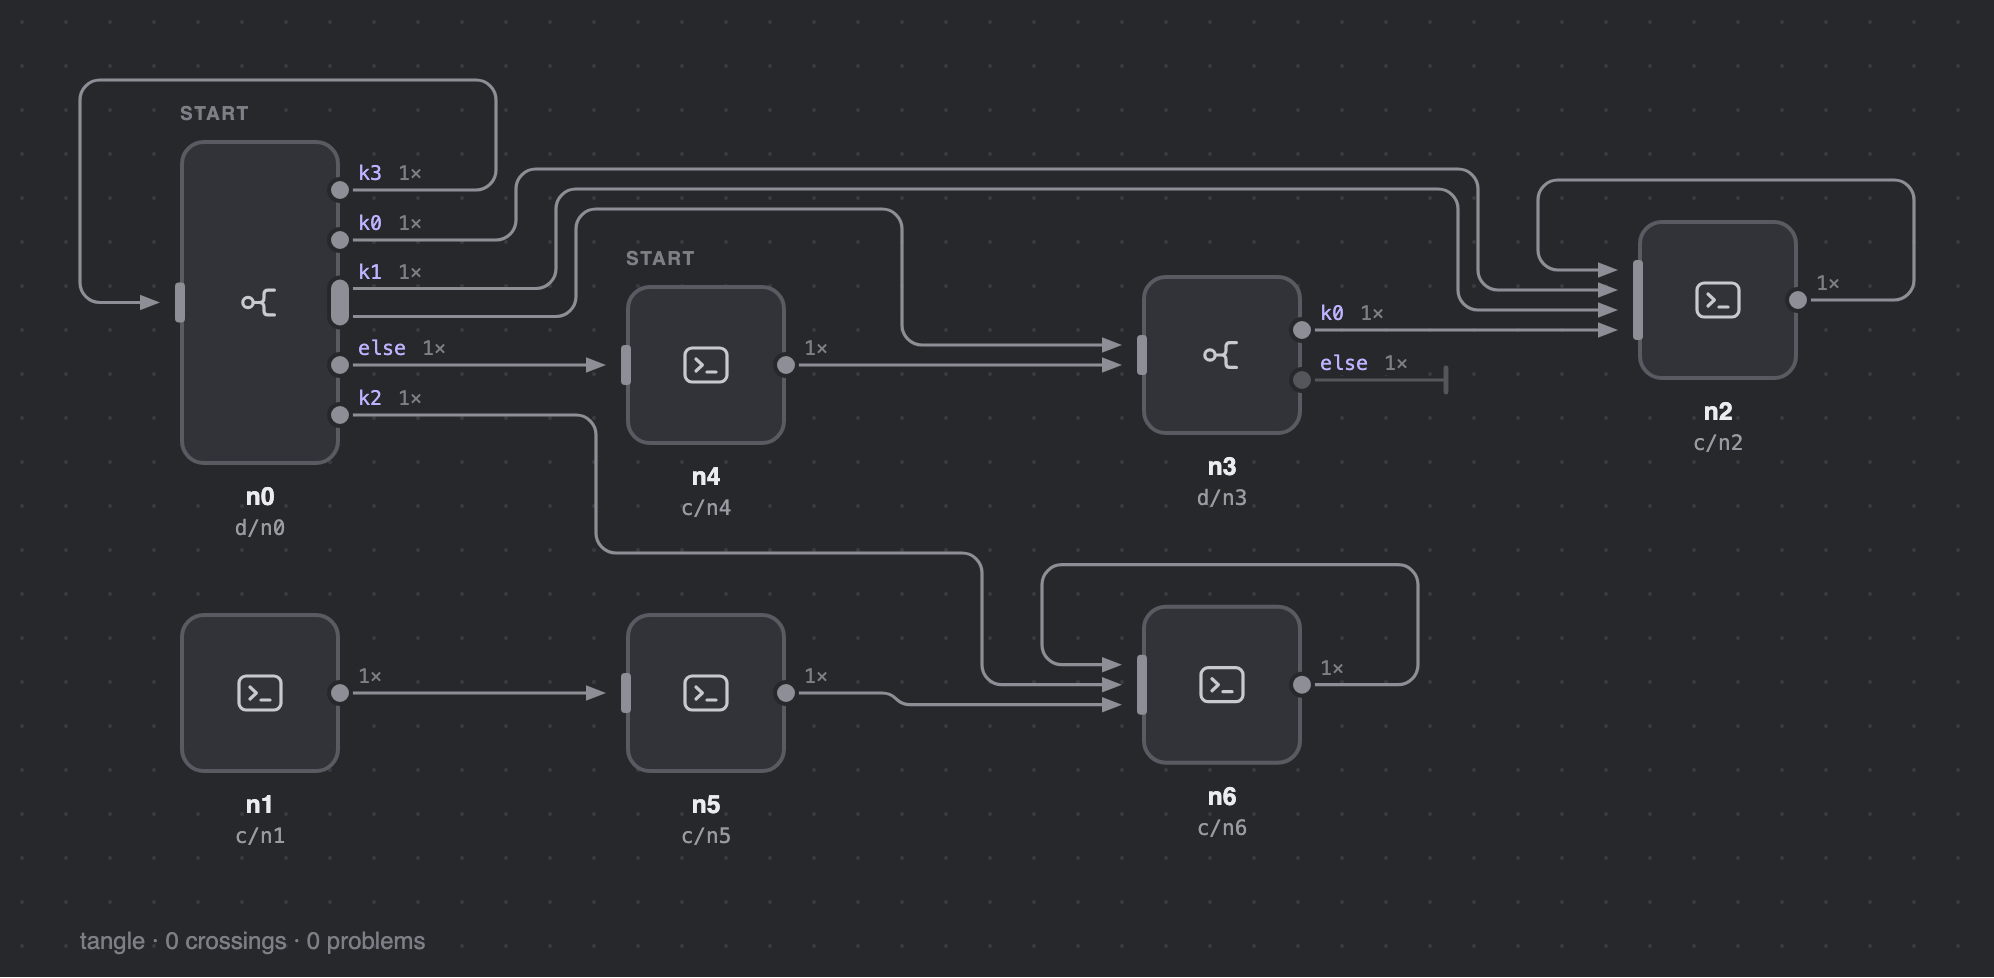 START
k3 1×
k0 1×
k1 1×
else 1×
k2 1×
n0
d/n0
START
1×
n4
c/n4
k0 1×
else 1×
n3
d/n3
1×
n2
c/n2
1×
n1
c/n1
1×
n5
c/n5
1×
n6
c/n6
tangle · 0 crossings · 0 problems